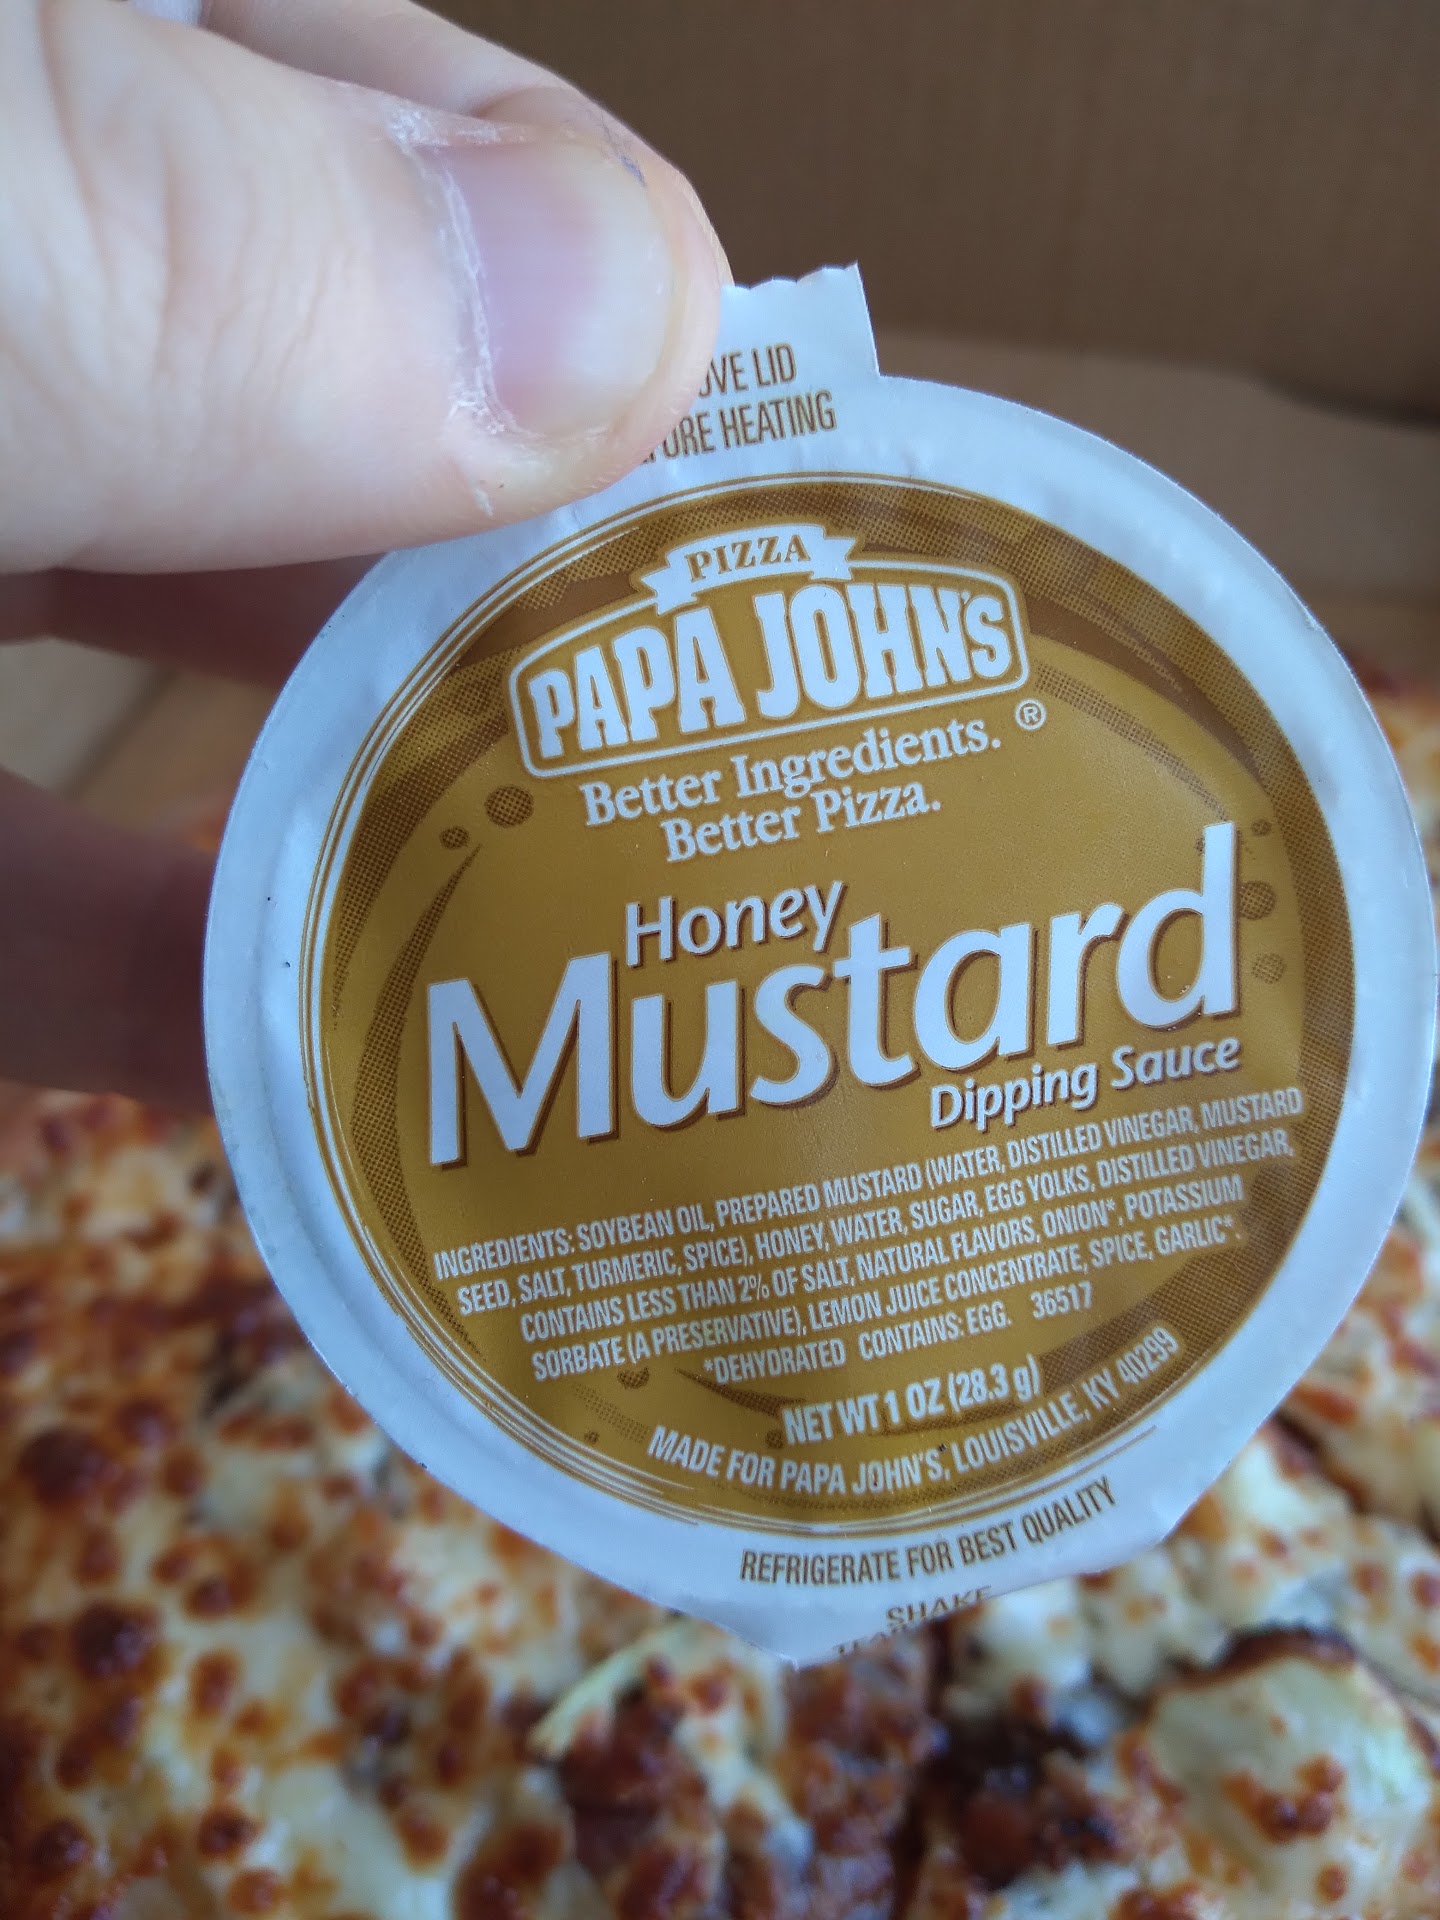 LID
HEATING
PIZZA
PAPA JOHN'S
®
Better Ingredients.
Better Pizza.
Honey
Mustard
Dipping Sauce
INGREDIENTS: SOYBEAN OIL, PREPARED MUSTARD (WATER, DISTILLED VINEGAR, MUSTARD
SEED, SALT, TURMERIC, SPICE), HONEY, WATER, SUGAR, EGG YOLKS, DISTILLED VINEGAR,
CONTAINS LESS THAN 2% OF SALT, NATURAL FLAVORS, ONION*, POTASSIUM
SORBATE (A PRESERVATIVE), LEMON JUICE CONCENTRATE, SPICE, GARLIC*.
*DEHYDRATED CONTAINS: EGG. 36517
NET WT 1 OZ (28.3 g)
MADE FOR PAPA JOHN'S, LOUISVILLE, KY 40299
REFRIGERATE FOR BEST QUALITY
SHAKE